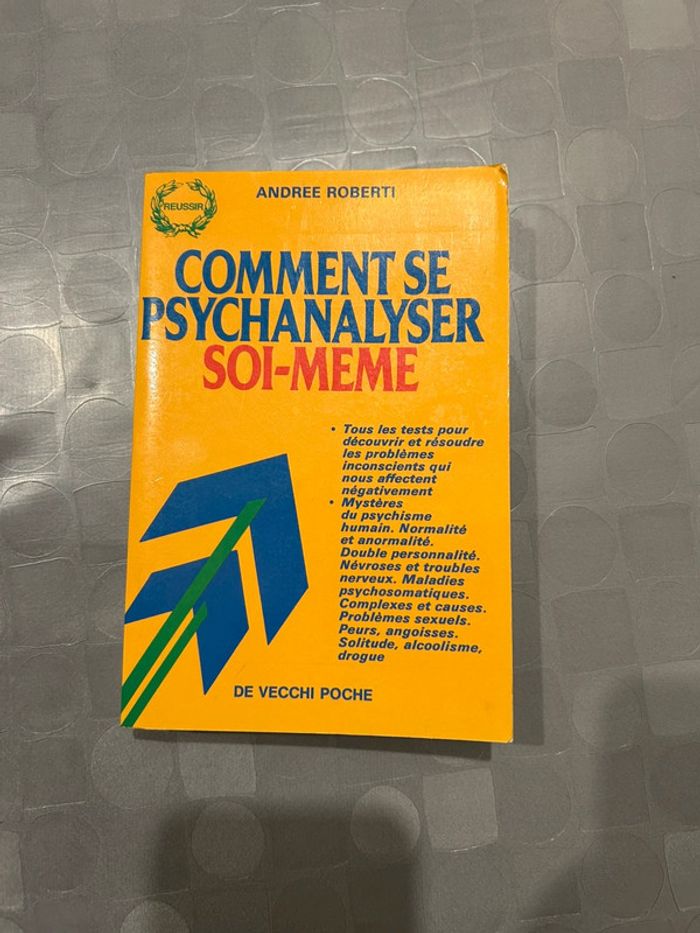 REUSSIR
ANDREE ROBERTI
COMMENT SE
PSYCHANALYSER
SOI-MEME
• Tous les tests pour
découvrir et résoudre
les problèmes
inconscients qui
nous affectent
négativement
• Mystères
du psychisme
humain. Normalité
et anormalité.
Double personnalité.
Névroses et troubles
nerveux. Maladies
psychosomatiques.
Complexes et causes.
Problèmes sexuels.
Peurs, angoisses.
Solitude, alcoolisme,
drogue
DE VECCHI POCHE